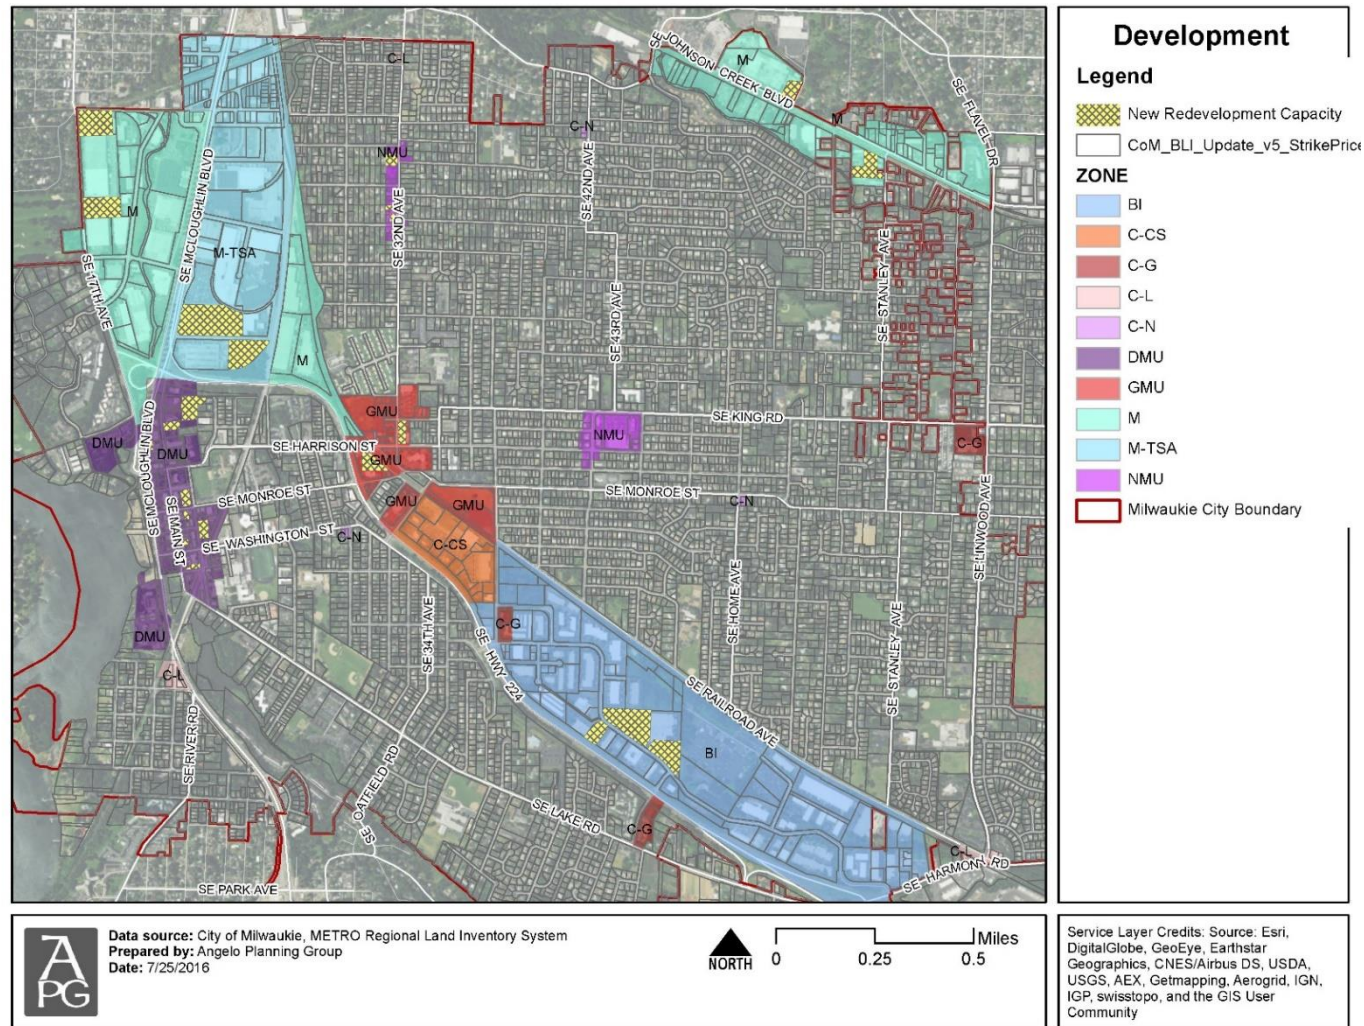 Development
Legend
New Redevelopment Capacity
CoM_BLI_Update_v5_StrikePrice
ZONE
BI
C-CS
C-G
C-L
C-N
DMU
GMU
M
M-TSA
NMU
Milwaukie City Boundary
C-L
SE JOHNSON CREEK BLVD
M
SE FLAVEL DR
C-N
M
NMU
SE MCLOUGHLIN BLVD
SE 32ND AVE
SE 42ND AVE
M
M-TSA
SE 17TH AVE
SE 43RD AVE
SE STANLEY AVE
M
GMU
SE KING RD
NMU
C-G
DMU
SE MCLOUGHLIN BLVD
DMU
SE HARRISON ST
GMU
SE MONROE ST
GMU
GMU
SE MONROE ST
C-N
SE MAIN ST
SE WASHINGTON ST
C-N
C-CS
SE LINWOOD AVE
SE 34TH AVE
C-G
SE HOME AVE
DMU
SE HWY 224
SE STANLEY AVE
C-L
SE RIVER RD
SE RAILROAD AVE
BI
SE OATFIELD RD
SE LAKE RD
C-G
SE HARMONY RD
SE PARK AVE
A
PG
Data source: City of Milwaukie, METRO Regional Land Inventory System
Prepared by: Angelo Planning Group
Date: 7/25/2016
NORTH
0 0.25 0.5
Miles
Service Layer Credits: Source: Esri,
DigitalGlobe, GeoEye, Earthstar
Geographics, CNES/Airbus DS, USDA,
USGS, AEX, Getmapping, Aerogrid, IGN,
IGP, swisstopo, and the GIS User
Community